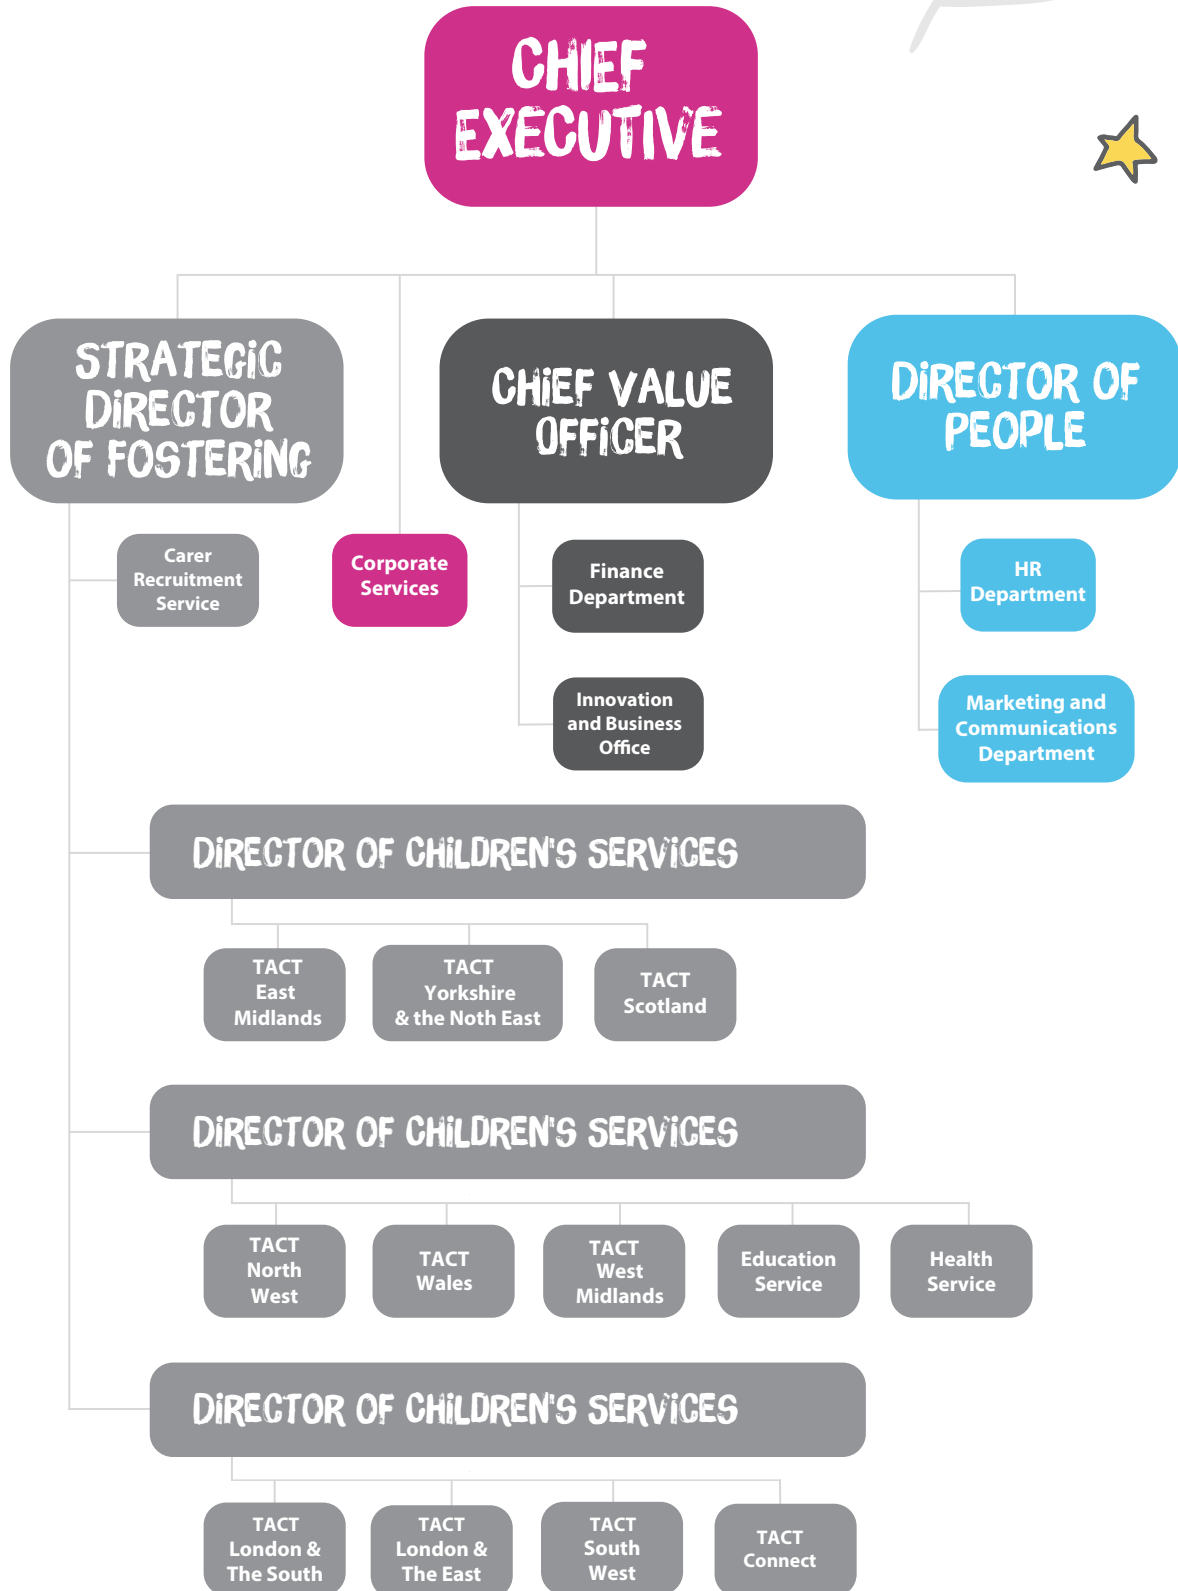 CHIEF
EXECUTIVE
STRATEGIC
DIRECTOR
OF FOSTERING
CHIEF VALUE
OFFICER
DIRECTOR OF
PEOPLE
Carer
Recruitment
Service
Corporate
Services
Finance
Department
HR
Department
Innovation
and Business
Office
Marketing and
Communications
Department
DIRECTOR OF CHILDREN'S SERVICES
TACT
East
Midlands
TACT
Yorkshire
& the Noth East
TACT
Scotland
DIRECTOR OF CHILDREN'S SERVICES
TACT
North
West
TACT
Wales
TACT
West
Midlands
Education
Service
Health
Service
DIRECTOR OF CHILDREN'S SERVICES
TACT
London &
The South
TACT
London &
The East
TACT
South
West
TACT
Connect